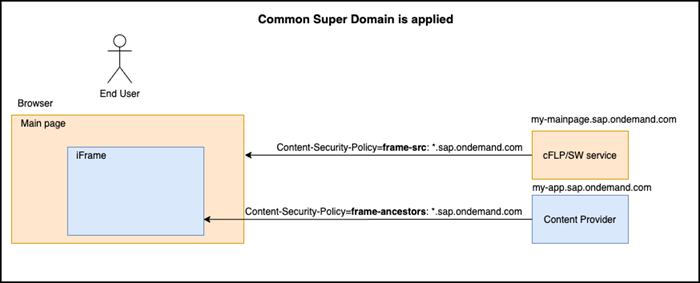 Common Super Domain is applied
End User
Browser
Main page
my-mainpage.sap.ondemand.com
iFrame
Content-Security-Policy=frame-src: *.sap.ondemand.com
cFLP/SW service
my-app.sap.ondemand.com
Content-Security-Policy=frame-ancestors: *.sap.ondemand.com
Content Provider